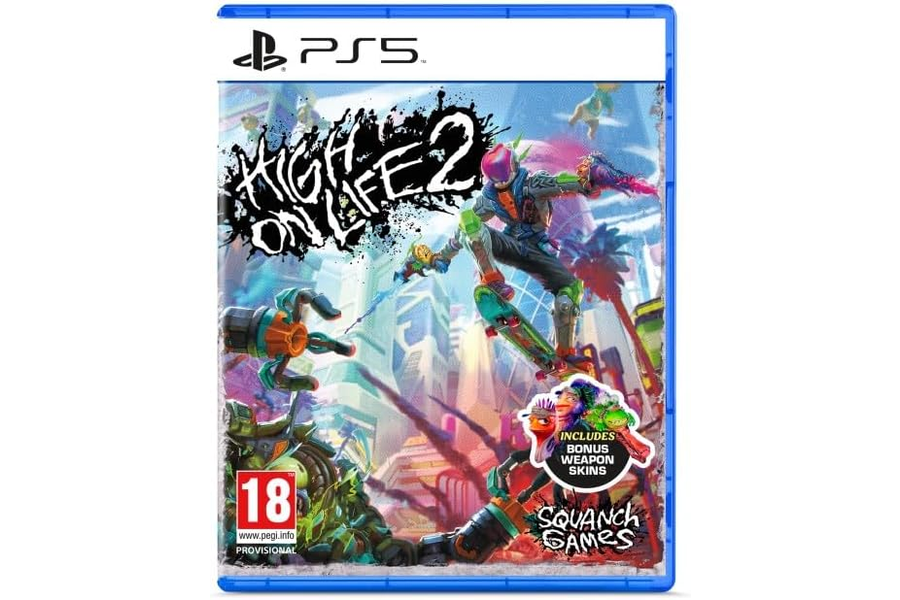 PS5
HIGH
ON LIFE 2
INCLUDES
BONUS
WEAPON
SKINS
18
www.pegi.info
PROVISIONAL
SQUANCH
GAMES